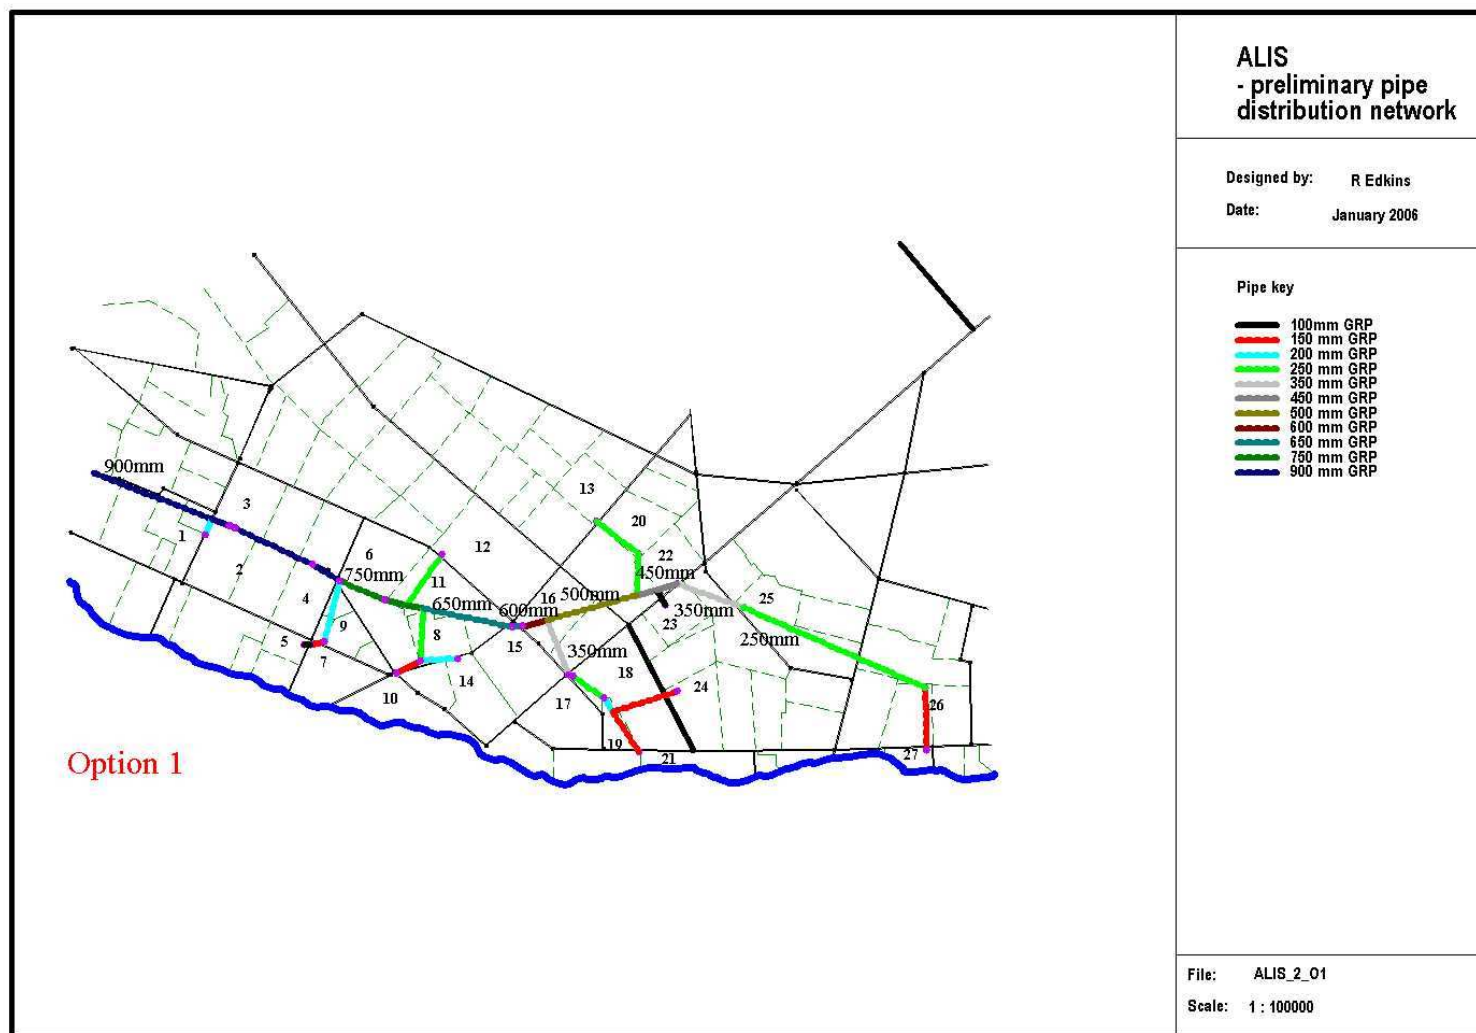 ALIS
- preliminary pipe
distribution network
Designed by: R Edkins
Date: January 2006
Pipe key
100mm GRP
150 mm GRP
200 mm GRP
250 mm GRP
350 mm GRP
450 mm GRP
500 mm GRP
600 mm GRP
650 mm GRP
750 mm GRP
900 mm GRP
900mm
3
1
2
6
750mm
4
5
9
7
12
11
650mm
8
10
14
13
20
22
450mm
16
500mm
600mm
15
350mm
23
350mm
18
17
24
19
21
25
250mm
26
27
Option 1
File: ALIS_2_O1
Scale: 1 : 100000